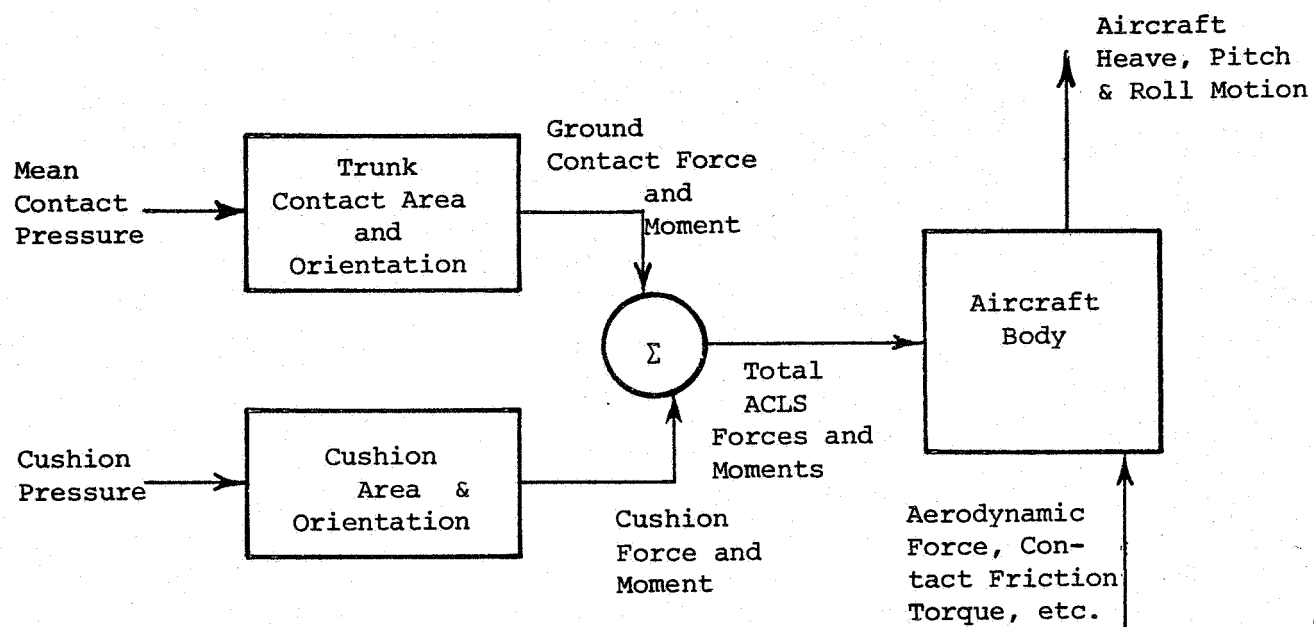 Mean
Contact
Pressure
Trunk
Contact Area
and
Orientation
Ground
Contact Force
and
Moment
Aircraft
Heave, Pitch
& Roll Motion
Σ
Total
ACLS
Forces and
Moments
Aircraft
Body
Cushion
Pressure
Cushion
Area &
Orientation
Cushion
Force and
Moment
Aerodynamic
Force, Con-
tact Friction
Torque, etc.